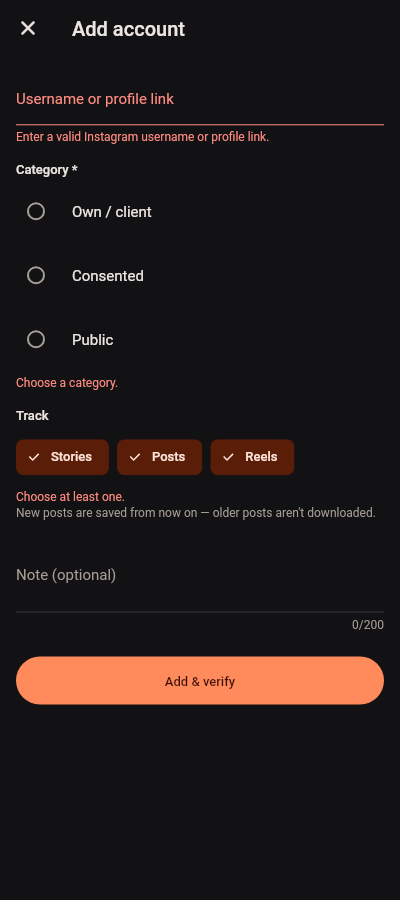 Add account
Username or profile link
Enter a valid Instagram username or profile link.
Category *
Own / client
Consented
Public
Choose a category.
Track
Stories
Posts
Reels
Choose at least one.
New posts are saved from now on — older posts aren't downloaded.
Note (optional)
0/200
Add & verify